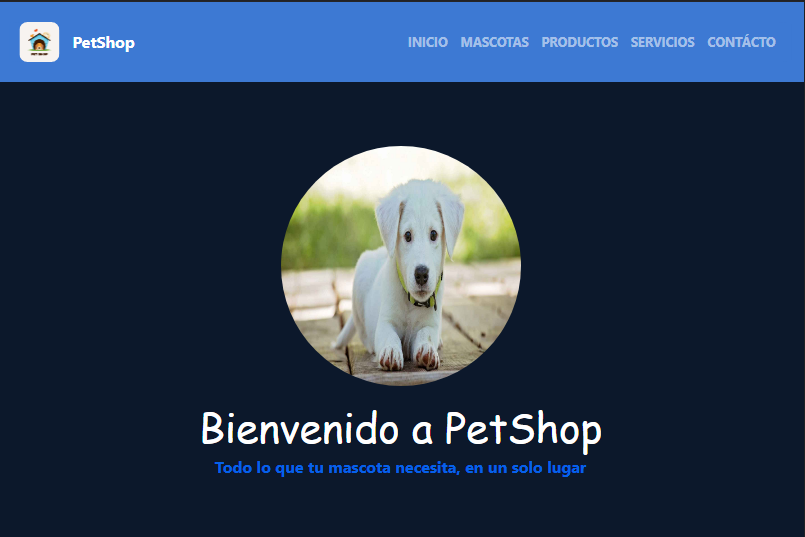 PetShop
INICIO MASCOTAS PRODUCTOS SERVICIOS CONTÁCTO
Bienvenido a PetShop
Todo lo que tu mascota necesita, en un solo lugar